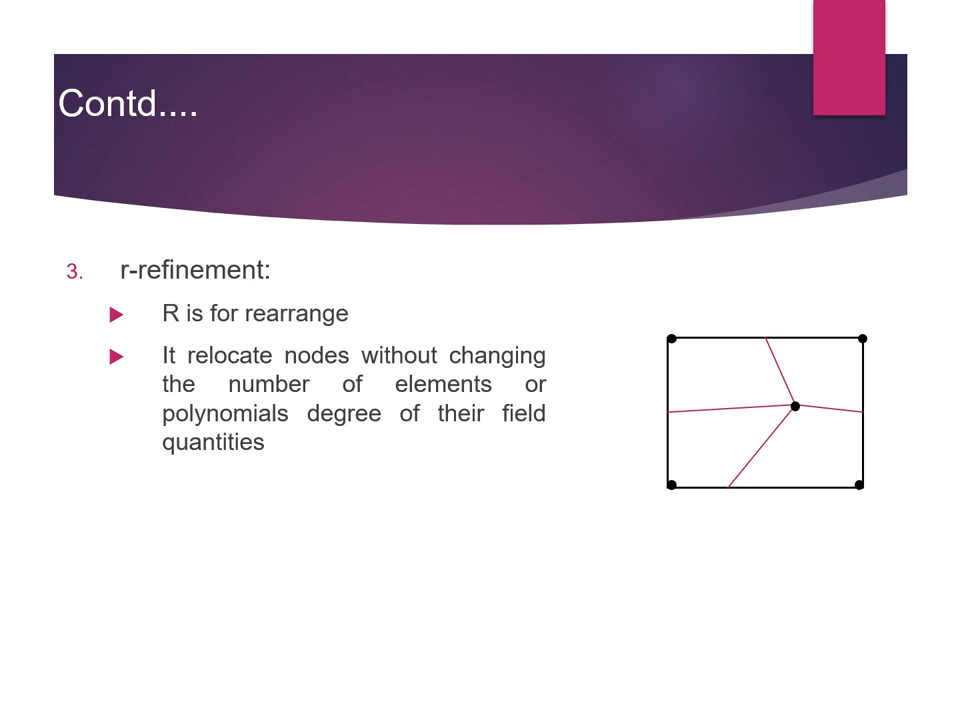 Contd....
3. r-refinement:
R is for rearrange
It relocate nodes without changing
the number of elements or
polynomials degree of their field
quantities